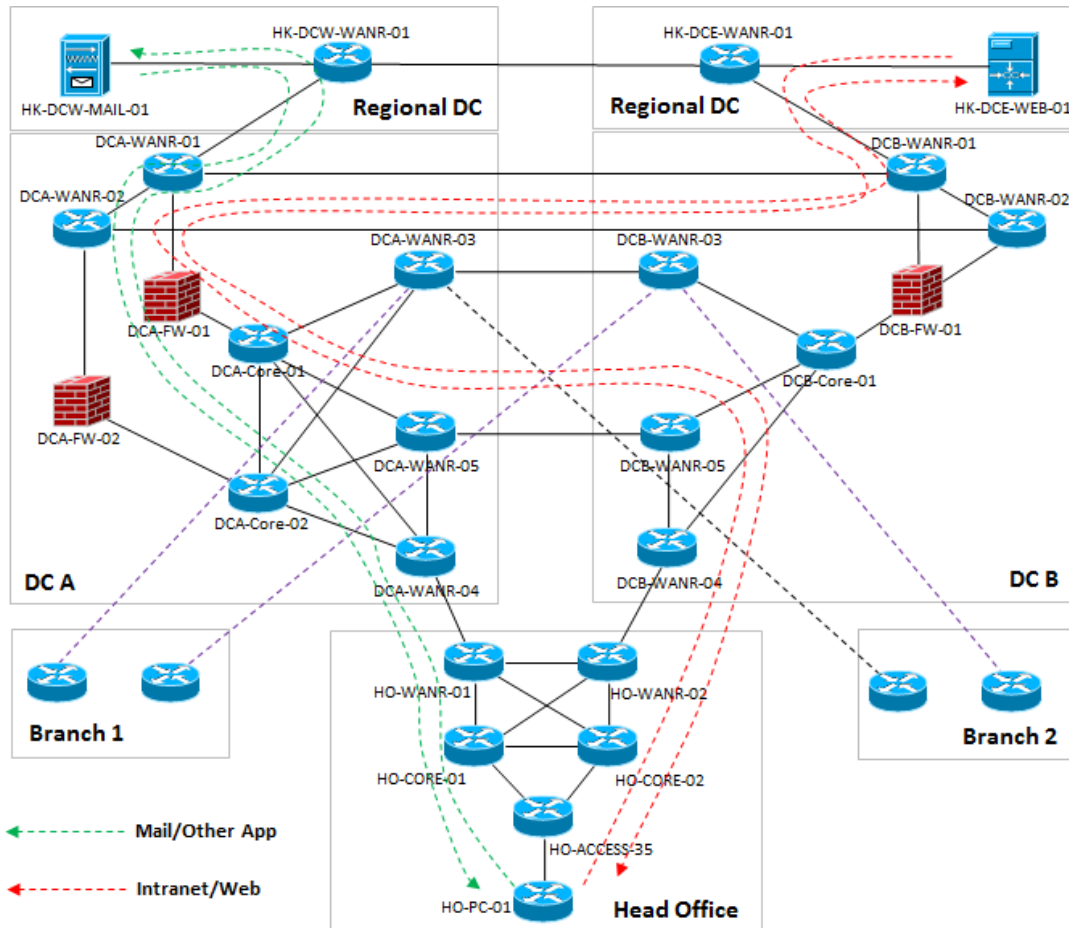 HK-DCW-WANR-01
HK-DCE-WANR-01
HK-DCW-MAIL-01
Regional DC
Regional DC
HK-DCE-WEB-01
DCA-WANR-01
DCB-WANR-01
DCA-WANR-02
DCB-WANR-02
DCA-WANR-03
DCB-WANR-03
DCA-FW-01
DCB-FW-01
DCA-Core-01
DCB-Core-01
DCA-FW-02
DCA-WANR-05
DCB-WANR-05
DCA-Core-02
DC A
DCA-WANR-04
DCB-WANR-04
DC B
HO-WANR-01
HO-WANR-02
Branch 1
Branch 2
HO-CORE-01
HO-CORE-02
Mail/Other App
HO-ACCESS-35
Intranet/Web
HO-PC-01
Head Office